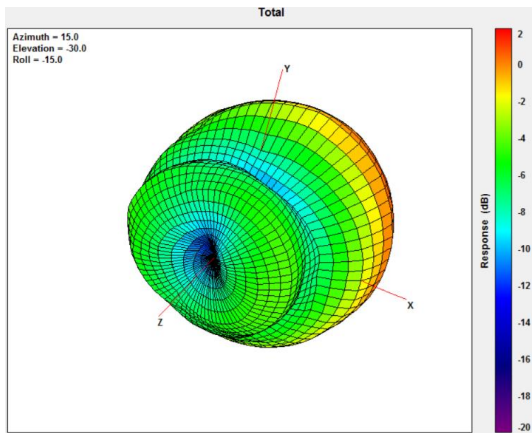 Total
Azimuth = 15.0
Elevation = -30.0
Roll = -15.0
Y
X
Z
Response (dB)
2
0
-2
-4
-6
-8
-10
-12
-14
-16
-18
-20